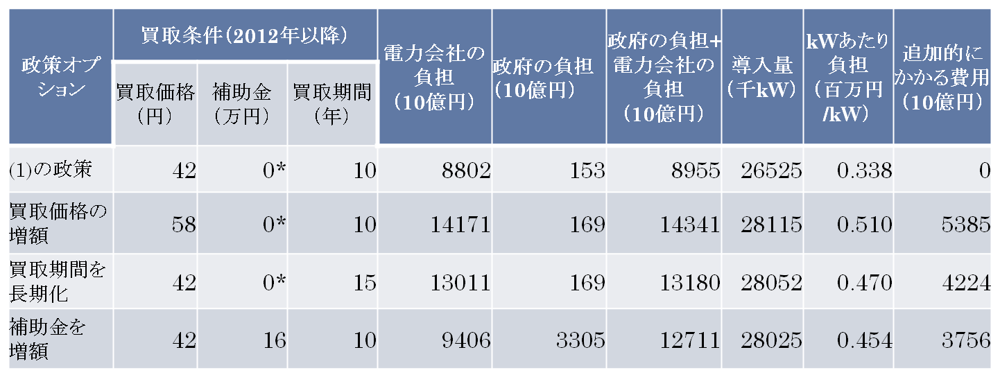 政策オプ
ション
買取条件（2012年以降）
電力会社の
負担
（10億円）
政府の負担
（10億円）
政府の負担+
電力会社の
負担
（10億円）
導入量
（千kW）
kWあたり
負担
（百万円
/kW）
追加的に
かかる費用
（10億円）
買取価格
（円）
補助金
（万円）
買取期間
（年）
(1)の政策 42 0* 10 8802 153 8955 26525 0.338 0
買取価格の
増額 58 0* 10 14171 169 14341 28115 0.510 5385
買取期間を
長期化 42 0* 15 13011 169 13180 28052 0.470 4224
補助金を
増額 42 16 10 9406 3305 12711 28025 0.454 3756